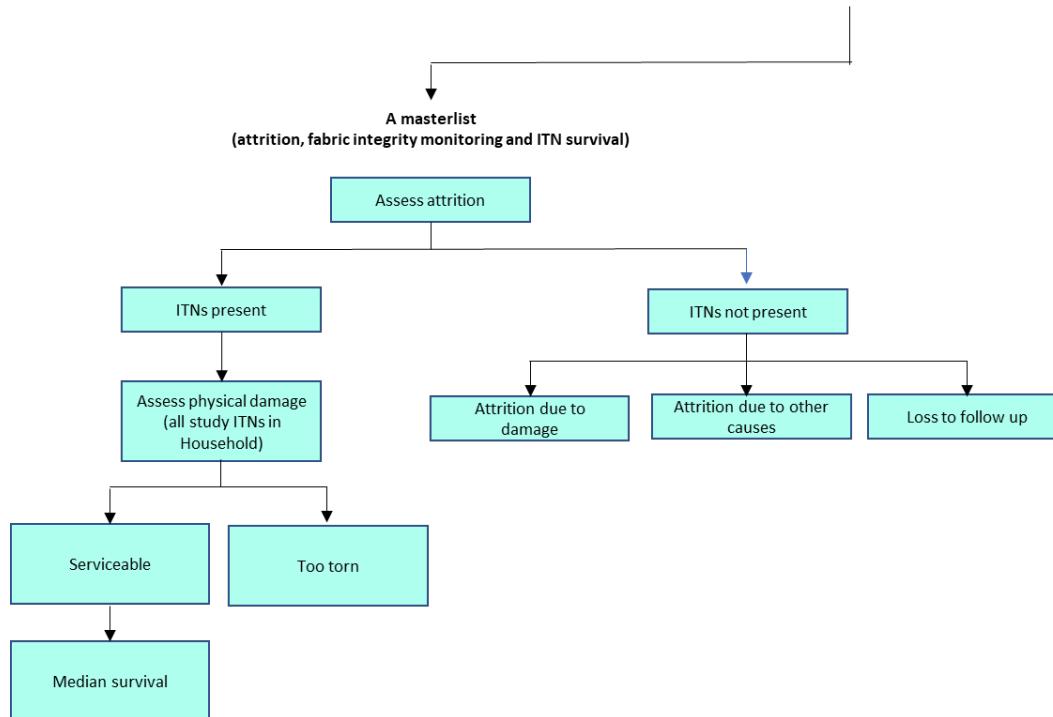 A masterlist
(attrition, fabric integrity monitoring and ITN survival)
Assess attrition
ITNs present
ITNs not present
Assess physical damage
(all study ITNs in
Household)
Attrition due to
damage
Attrition due to other
causes
Loss to follow up
Serviceable
Too torn
Median survival